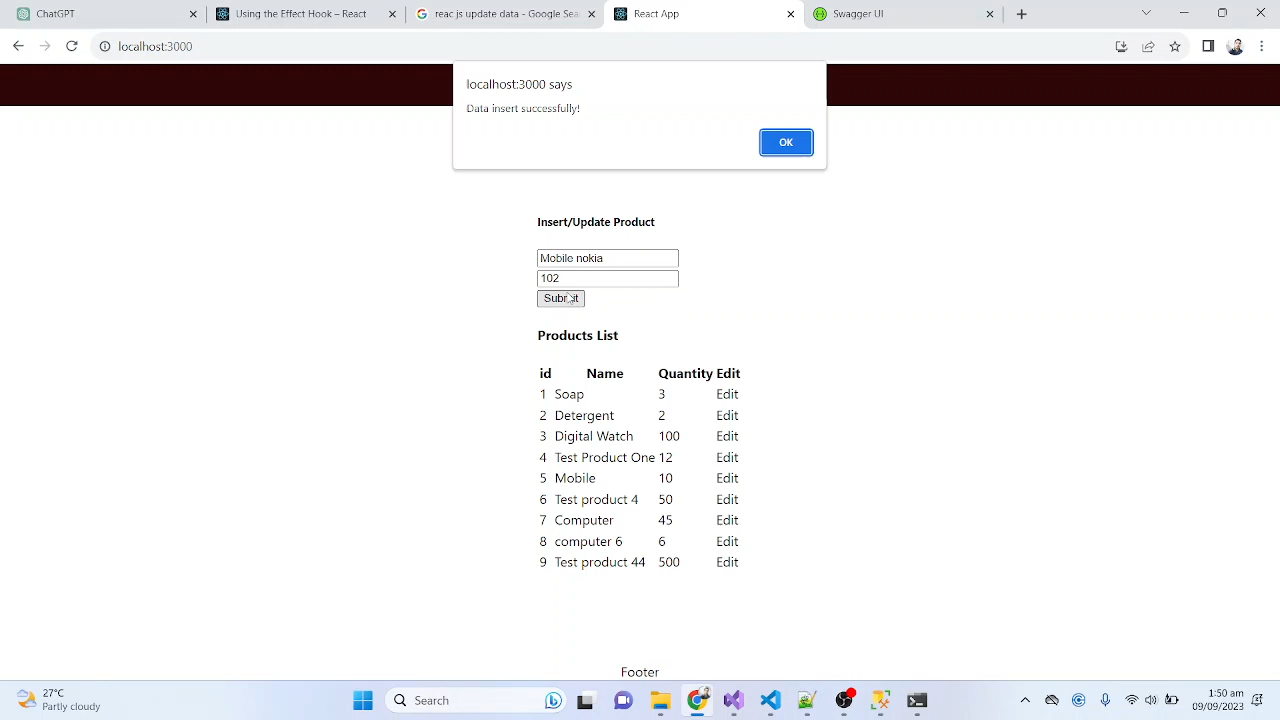 ChatGPT
Using the Effect Hook – React
reac js update data - Google Sea
React App
Swagger UI
localhost:3000
localhost:3000 says
Data insert successfully!
OK
Insert/Update Product
Mobile nokia
102
Submit
Products List
id Name Quantity Edit
1 Soap 3 Edit
2 Detergent 2 Edit
3 Digital Watch 100 Edit
4 Test Product One 12 Edit
5 Mobile 10 Edit
6 Test product 4 50 Edit
7 Computer 45 Edit
8 computer 6 6 Edit
9 Test product 44 500 Edit
Footer
27°C
Partly cloudy
Search
1:50 am
09/09/2023